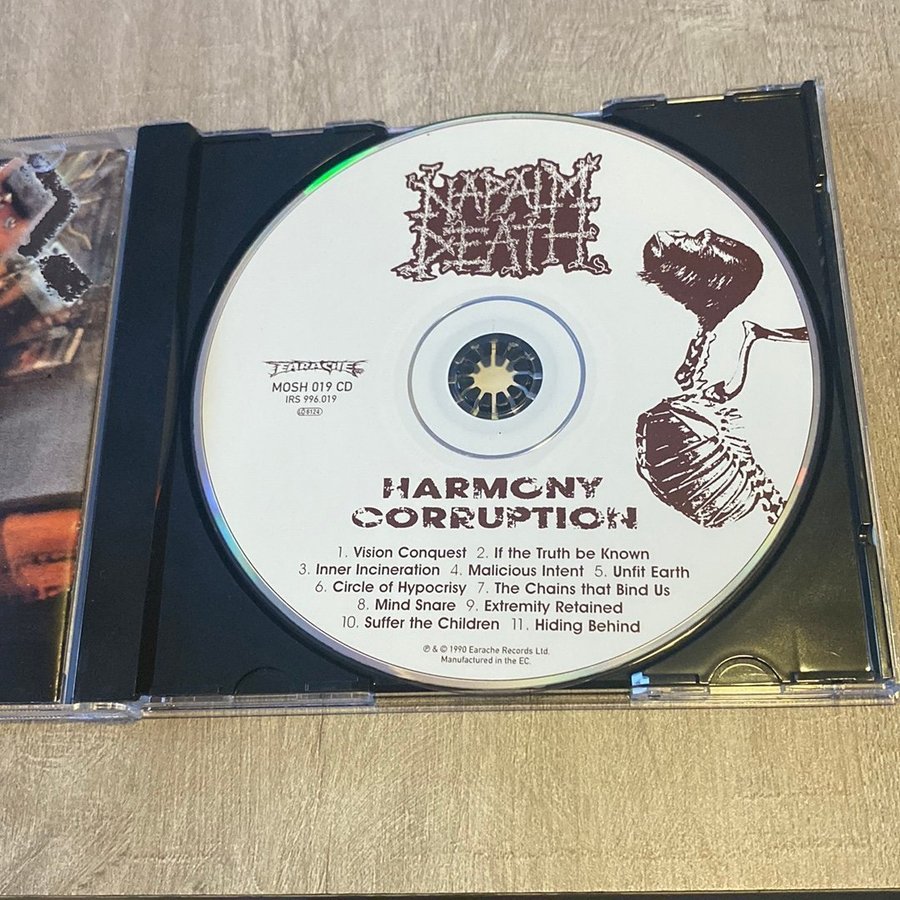 NAPALM
DEATH
EARACHE
MOSH 019 CD
IRS 996.019
LC 6124
HARMONY
CORRUPTION
1. Vision Conquest 2. If the Truth be Known
3. Inner Incineration 4. Malicious Intent 5. Unfit Earth
6. Circle of Hypocrisy 7. The Chains that Bind Us
8. Mind Snare 9. Extremity Retained
10. Suffer the Children 11. Hiding Behind
℗ & © 1990 Earache Records Ltd.
Manufactured in the EC.